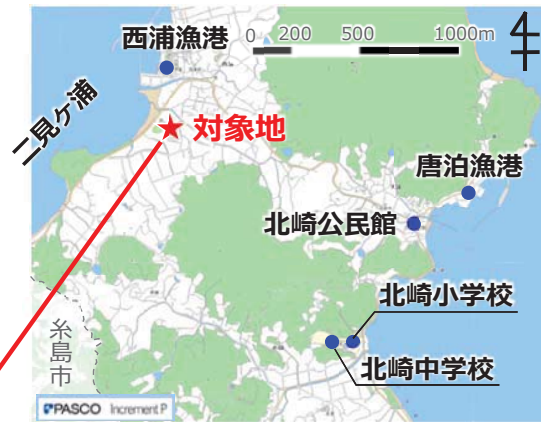 西浦漁港
0 200 500 1000m
二見ヶ浦
対象地
唐泊漁港
北崎公民館
北崎小学校
糸島市
北崎中学校
PASCO Increment P